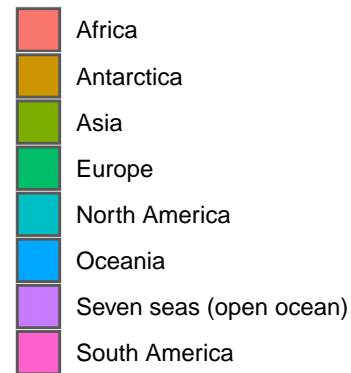 Africa
Antarctica
Asia
Europe
North America
Oceania
Seven seas (open ocean)
South America